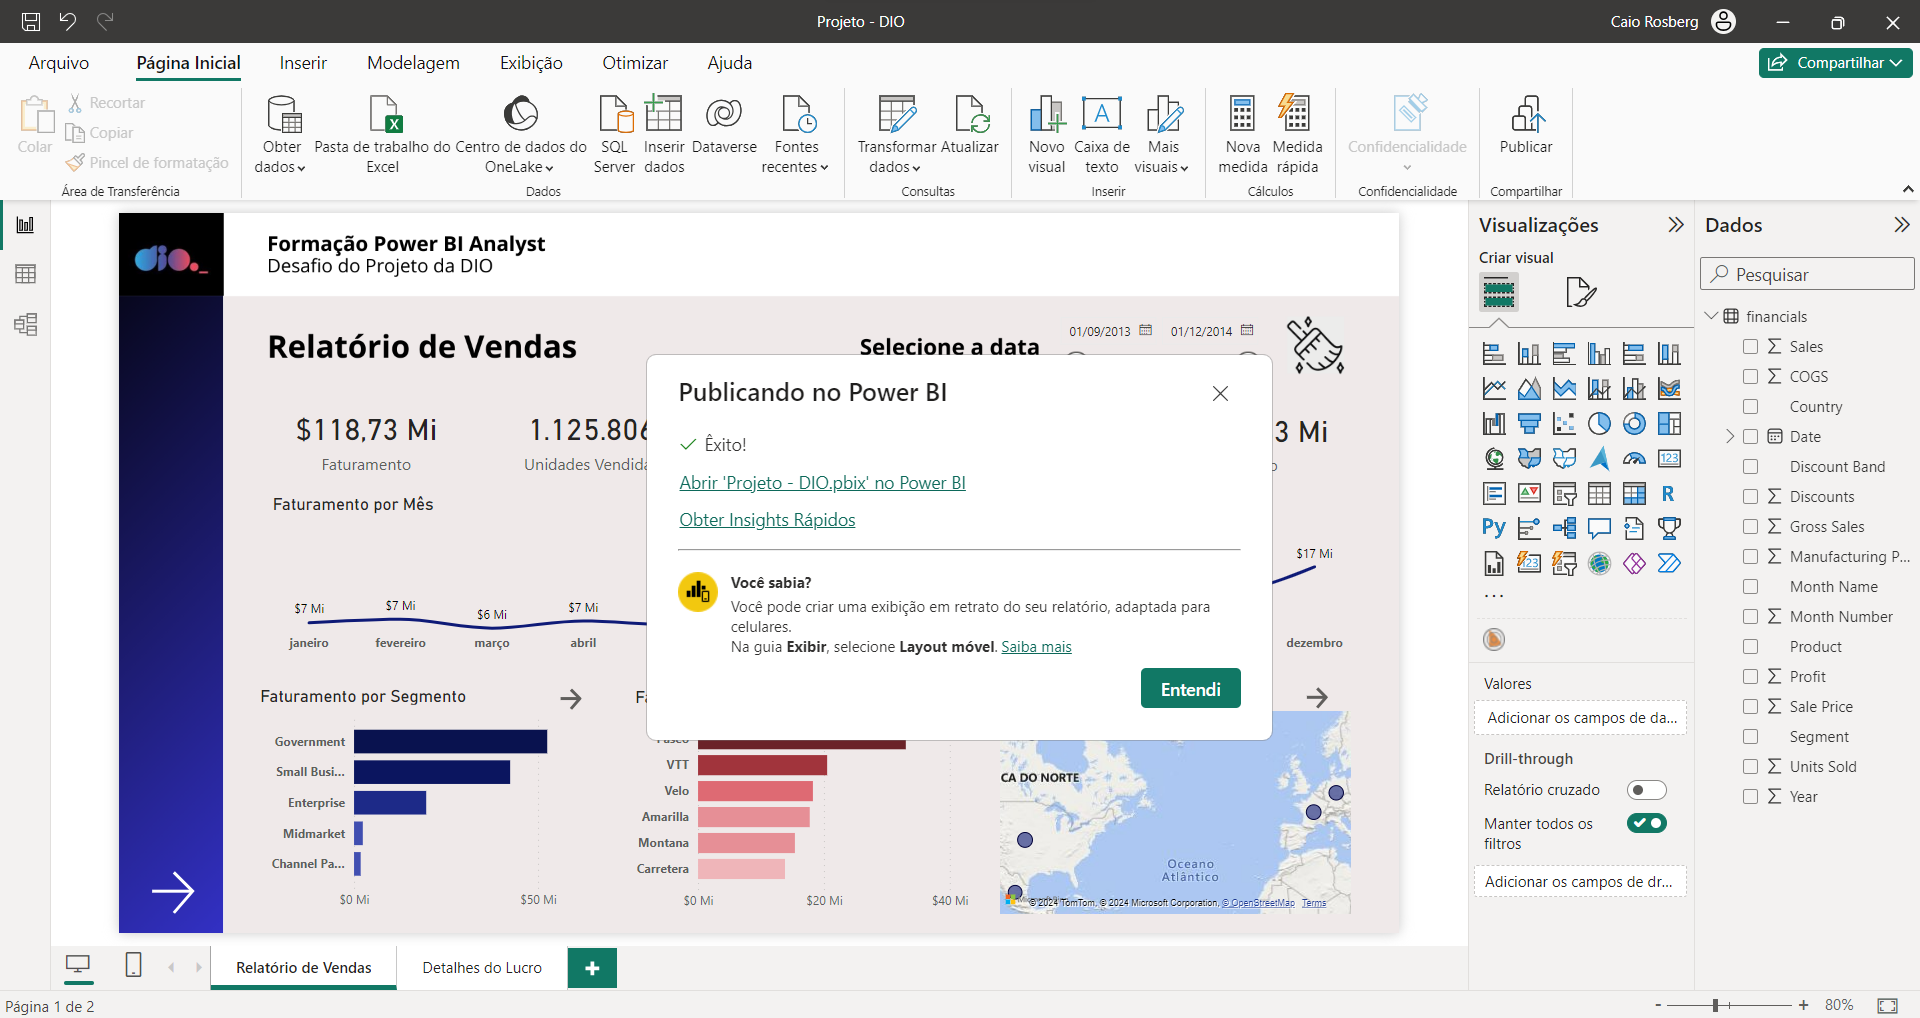 Projeto - DIO
Caio Rosberg
Arquivo
Página Inicial
Inserir
Modelagem
Exibição
Otimizar
Ajuda
Compartilhar
Colar
Recortar
Copiar
Pincel de formatação
Área de Transferência
Obter
dados
Pasta de trabalho do
Excel
Centro de dados do
OneLake
SQL
Server
Inserir
dados
Dataverse
Fontes
recentes
Dados
Transformar
dados
Atualizar
Consultas
Novo
visual
Caixa de
texto
Mais
visuais
Inserir
Nova
medida
Medida
rápida
Cálculos
Confidencialidade
Confidencialidade
Publicar
Compartilhar
dio._
Formação Power BI Analyst
Desafio do Projeto da DIO
Relatório de Vendas
Selecione a data
01/09/2013
01/12/2014
$118,73 Mi
Faturamento
1.125.806
Unidades Vendida
3 Mi
Faturamento por Mês
$7 Mi
$7 Mi
$6 Mi
$7 Mi
$17 Mi
janeiro
fevereiro
março
abril
dezembro
Publicando no Power BI
Êxito!
Abrir 'Projeto - DIO.pbix' no Power BI
Obter Insights Rápidos
Você sabia?
Você pode criar uma exibição em retrato do seu relatório, adaptada para
celulares.
Na guia Exibir, selecione Layout móvel. Saiba mais
Entendi
Faturamento por Segmento
Government
Small Busi...
Enterprise
Midmarket
Channel Pa...
$0 Mi
$50 Mi
VTT
Velo
Amarilla
Montana
Carretera
$0 Mi
$20 Mi
$40 Mi
CA DO NORTE
Oceano
Atlântico
© 2024 TomTom, © 2024 Microsoft Corporation, © OpenStreetMap Terms
Relatório de Vendas
Detalhes do Lucro
+
Página 1 de 2
- + 80%
Visualizações
Criar visual
123
R
Py
123
...
Valores
Adicionar os campos de da...
Drill-through
Relatório cruzado
Manter todos os
filtros
Adicionar os campos de dr...
Dados
Pesquisar
financials
Sales
COGS
Country
Date
Discount Band
Discounts
Gross Sales
Manufacturing P...
Month Name
Month Number
Product
Profit
Sale Price
Segment
Units Sold
Year